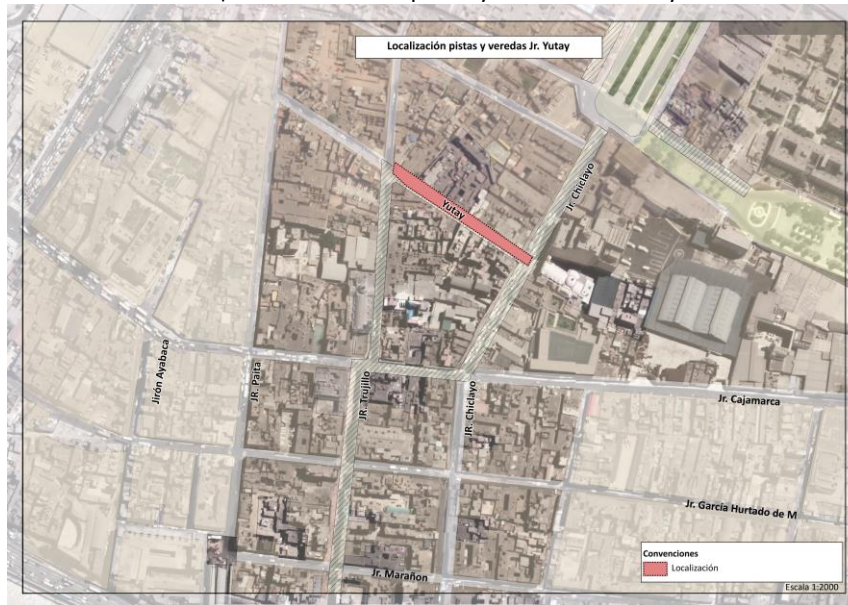 Localización pistas y veredas Jr. Yutay
Jr. Chiclayo
Yutay
Jirón Ayabaca
JR. Paita
JR. Trujillo
JR. Chiclayo
Jr. Cajamarca
Jr. García Hurtado de M
Jr. Marañon
Convenciones
Localización
Escala 1:2000